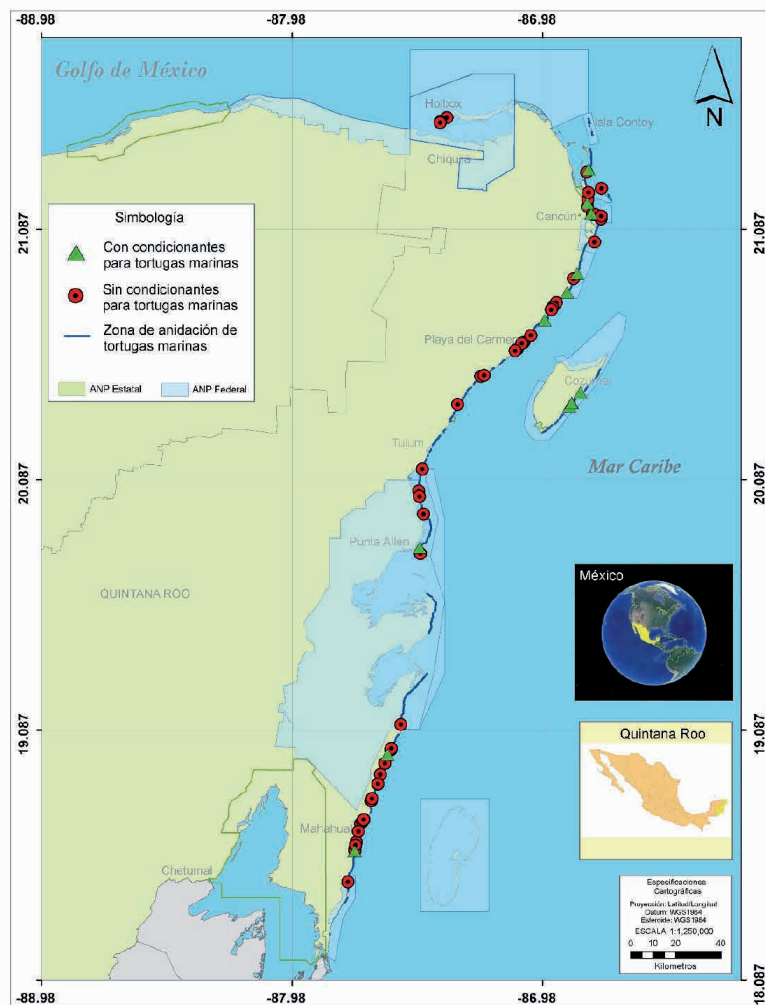 -88.98
-87.98
-86.98
Golfo de México
Holbox
Isla Contoy
N
Chiquilá
Simbología
Con condicionantes
para tortugas marinas
Sin condicionantes
para tortugas marinas
Zona de anidación de
tortugas marinas
ANP Estatal
ANP Federal
Cancún
21.087
21.087
Playa del Carmen
Cozumel
Tulum
Mar Caribe
20.087
20.087
Punta Allen
QUINTANA ROO
México
19.087
19.087
Quintana Roo
Mahahual
Chetumal
Especificaciones
Cartográficas
Proyección: Latitud/Longitud
Datum: WGS1984
Esferoide: WGS1984
ESCALA 1:1,250,000
0 10 20 40
Kilometros
18.087
-88.98
-87.98
-86.98